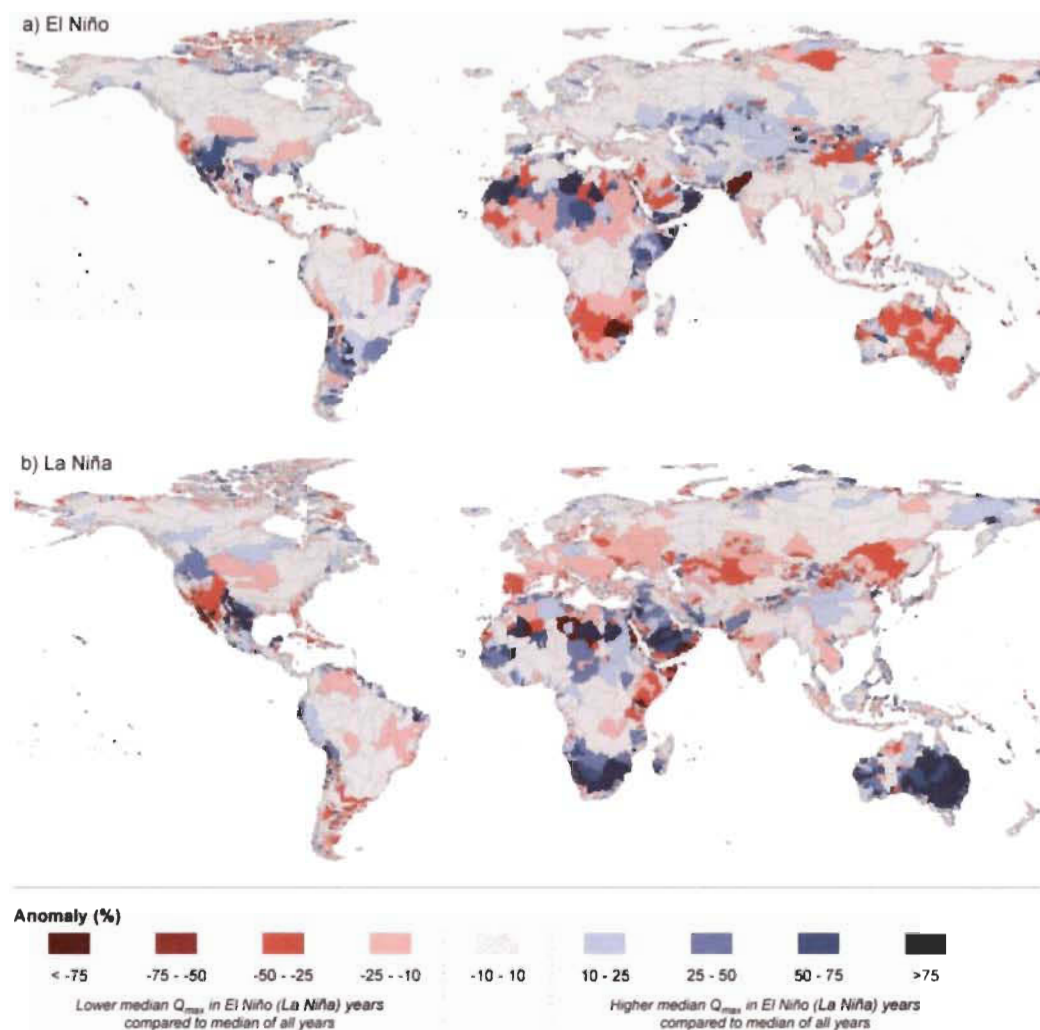 a) El Niño
b) La Niña
Anomaly (%)
< -75 -75 - -50 -50 - -25 -25 - -10 -10 - 10 10 - 25 25 - 50 50 - 75 >75
Lower median Qmax in El Niño (La Niña) years Higher median Qmax in El Niño (La Niña) years
compared to median of all years compared to median of all years